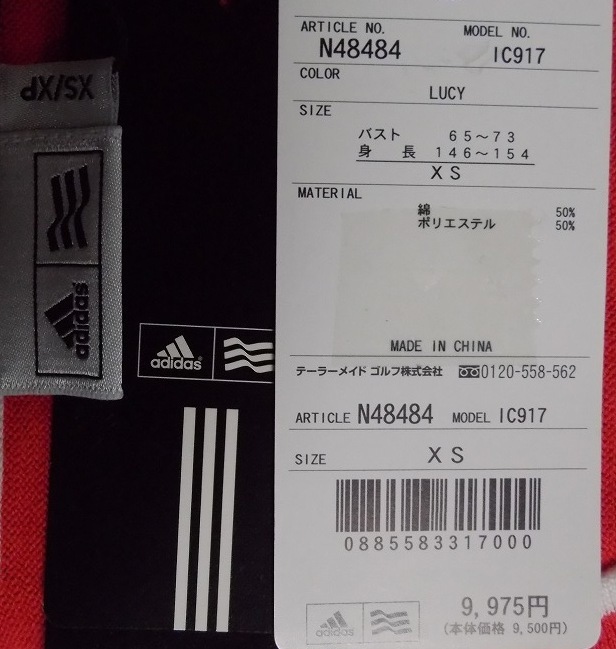 XS/XP
adidas
adidas
ARTICLE NO. MODEL NO.
N48484 IC917
COLOR
LUCY
SIZE
バスト 65～73
身長 146～154
XS
MATERIAL
綿 50%
ポリエステル 50%
MADE IN CHINA
テーラーメイド ゴルフ株式会社 0120-558-562
ARTICLE N48484 MODEL IC917
SIZE XS
0885583317000
adidas
9,975円
(本体価格 9,500円)